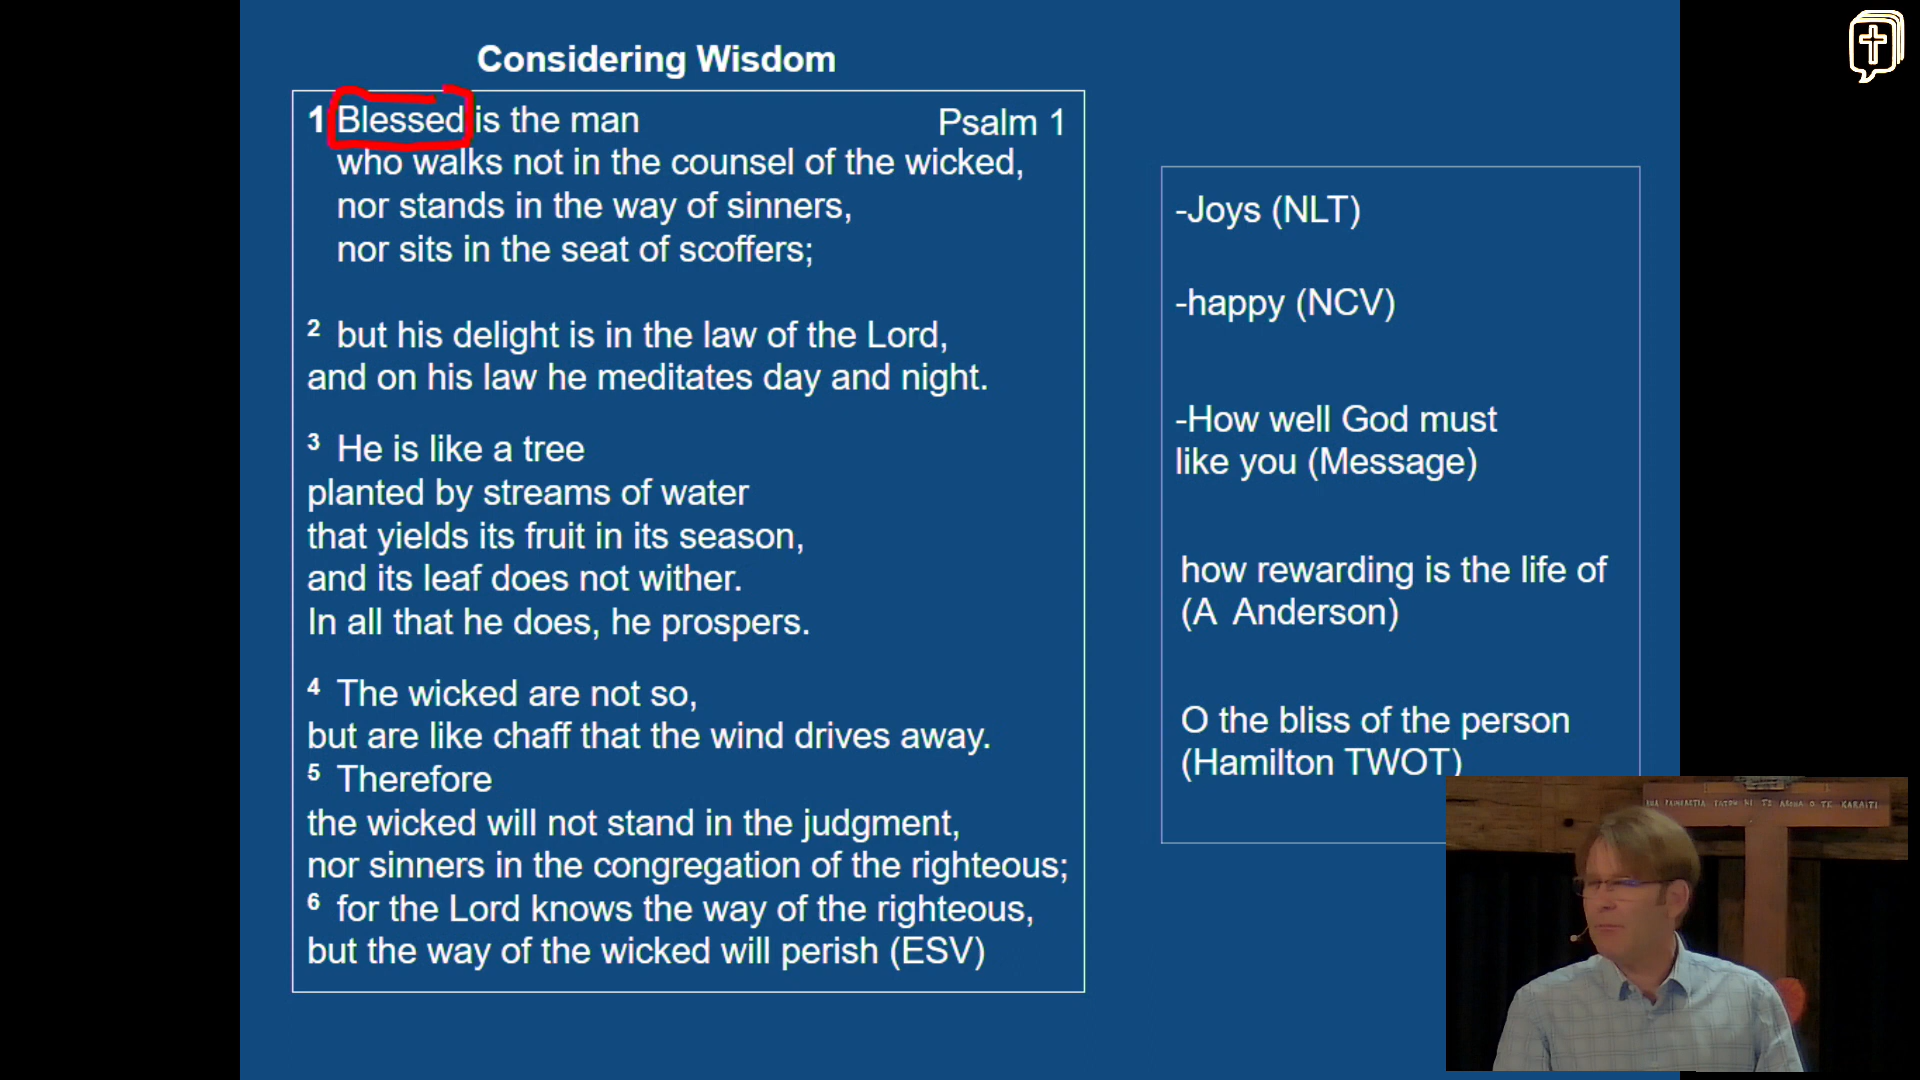 Considering Wisdom
1 Blessed is the man
Psalm 1
who walks not in the counsel of the wicked,
nor stands in the way of sinners,
nor sits in the seat of scoffers;
2 but his delight is in the law of the Lord,
and on his law he meditates day and night.
3 He is like a tree
planted by streams of water
that yields its fruit in its season,
and its leaf does not wither.
In all that he does, he prospers.
4 The wicked are not so,
but are like chaff that the wind drives away.
5 Therefore
the wicked will not stand in the judgment,
nor sinners in the congregation of the righteous;
6 for the Lord knows the way of the righteous,
but the way of the wicked will perish (ESV)
-Joys (NLT)
-happy (NCV)
-How well God must
like you (Message)
how rewarding is the life of
(A Anderson)
O the bliss of the person
(Hamilton TWOT)
TE AROHA O TE KARAITI